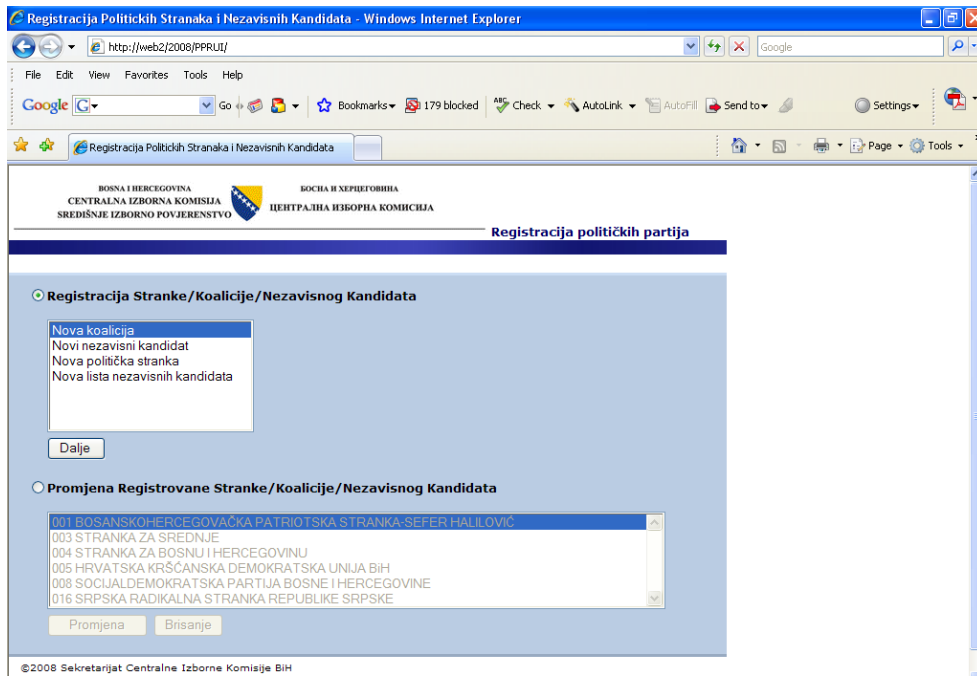 Registracija Politickih Stranaka i Nezavisnih Kandidata - Windows Internet Explorer
http://web2/2008/PPRUI/
Google
File Edit View Favorites Tools Help
Google G Go Bookmarks 179 blocked ABC Check AutoLink AutoFill Send to Settings
Registracija Politickih Stranaka i Nezavisnih Kandidata
Page Tools
BOSNA I HERCEGOVINA
CENTRALNA IZBORNA KOMISIJA
SREDIŠNJE IZBORNO POVJERENSTVO
БОСНА И ХЕРЦЕГОВИНА
ЦЕНТРАЛНА ИЗБОРНА КОМИСИЈА
Registracija političkih partija
Registracija Stranke/Koalicije/Nezavisnog Kandidata
Nova koalicija
Novi nezavisni kandidat
Nova politička stranka
Nova lista nezavisnih kandidata
Dalje
Promjena Registrovane Stranke/Koalicije/Nezavisnog Kandidata
001 BOSANSKOHERCEGOVAČKA PATRIOTSKA STRANKA-SEFER HALILOVIĆ
003 STRANKA ZA SREDNJE
004 STRANKA ZA BOSNU I HERCEGOVINU
005 HRVATSKA KRŠĆANSKA DEMOKRATSKA UNIJA BiH
008 SOCIJALDEMOKRATSKA PARTIJA BOSNE I HERCEGOVINE
016 SRPSKA RADIKALNA STRANKA REPUBLIKE SRPSKE
Promjena Brisanje
©2008 Sekretarijat Centralne Izborne Komisije BiH